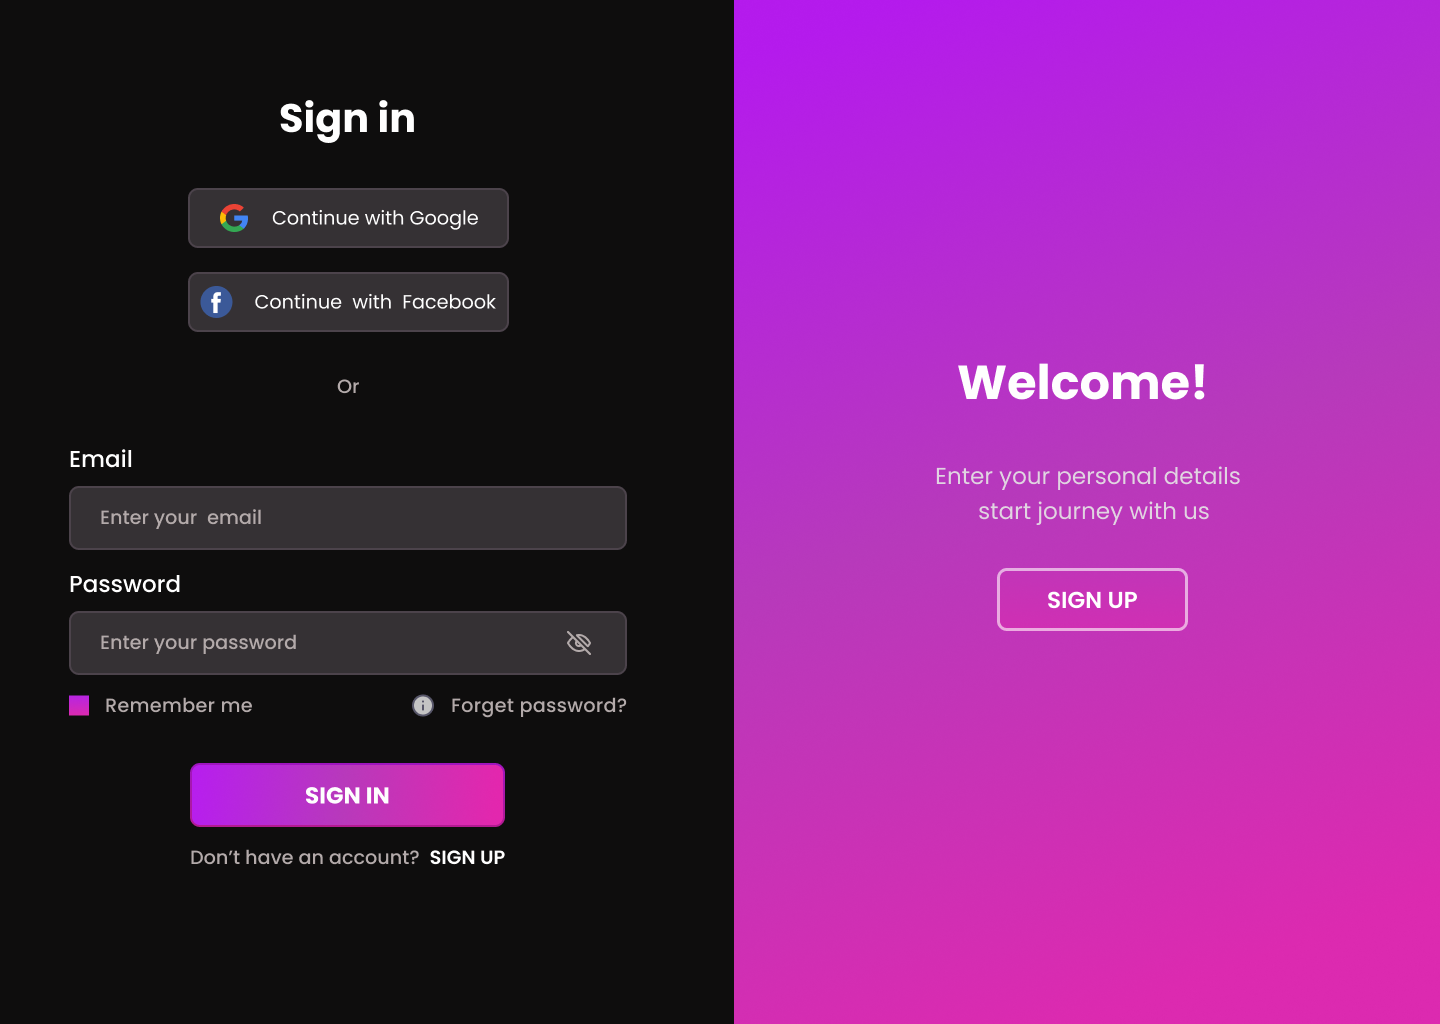 Sign in
Continue with Google
Continue with Facebook
Or
Email
Enter your email
Password
Enter your password
Remember me
Forget password?
SIGN IN
Don’t have an account? SIGN UP
Welcome!
Enter your personal details
start journey with us
SIGN UP